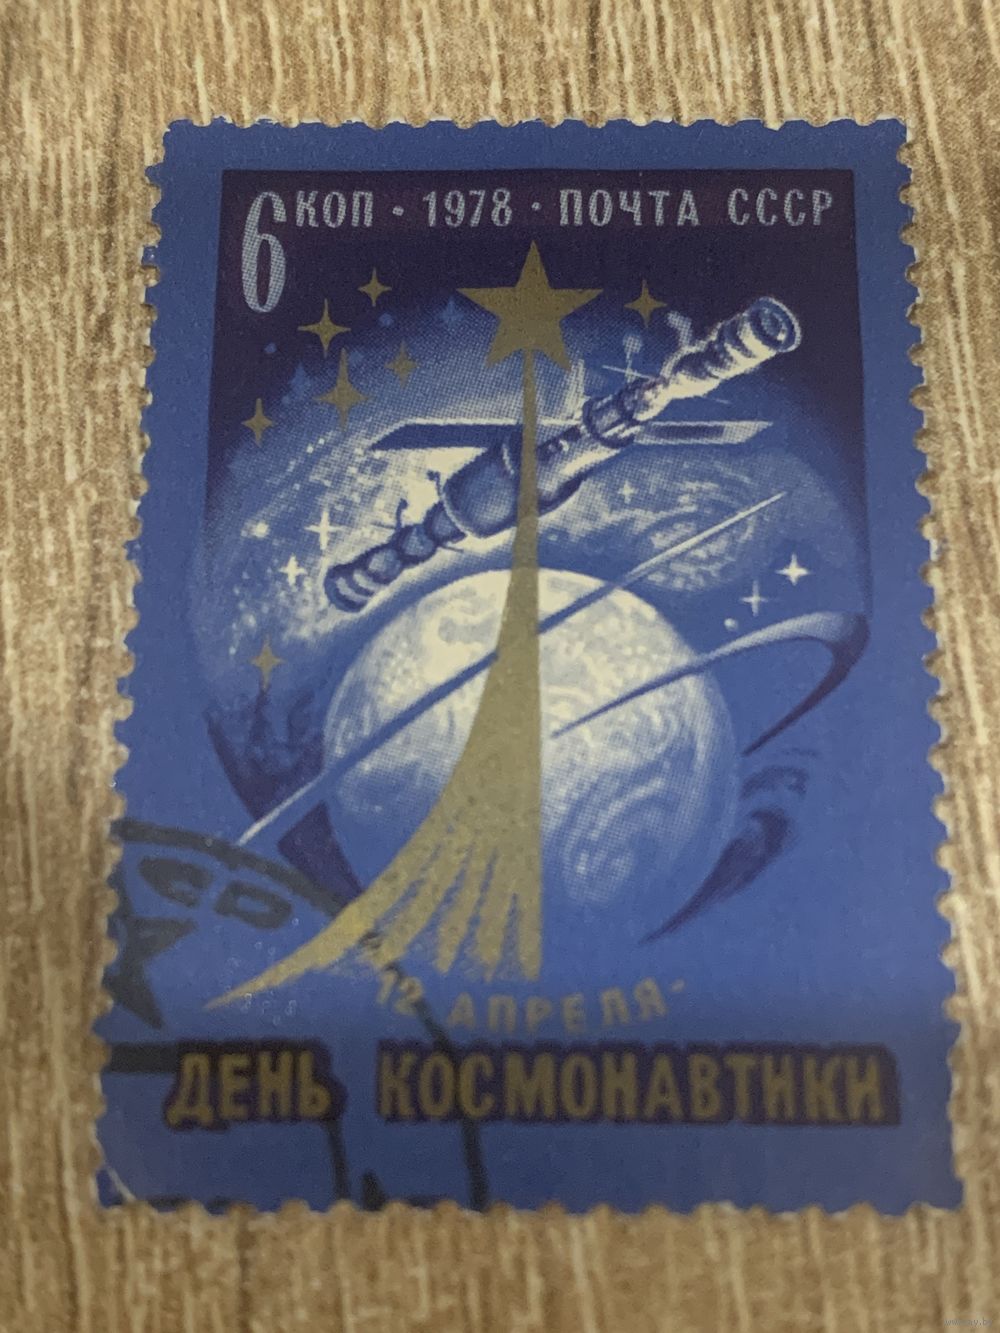 6 КОП · 1978 · ПОЧТА СССР
12 АПРЕЛЯ-
ДЕНЬ КОСМОНАВТИКИ